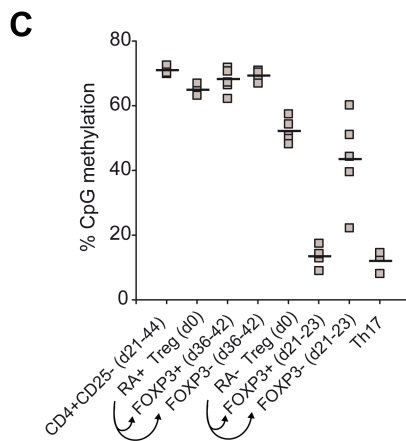 C
% CpG methylation
80
60
40
20
0
CD4+CD25- (d21-44)
RA+ Treg (d0)
FOXP3+ (d36-42)
FOXP3- (d36-42)
RA- Treg (d0)
FOXP3+ (d21-23)
FOXP3- (d21-23)
Th17